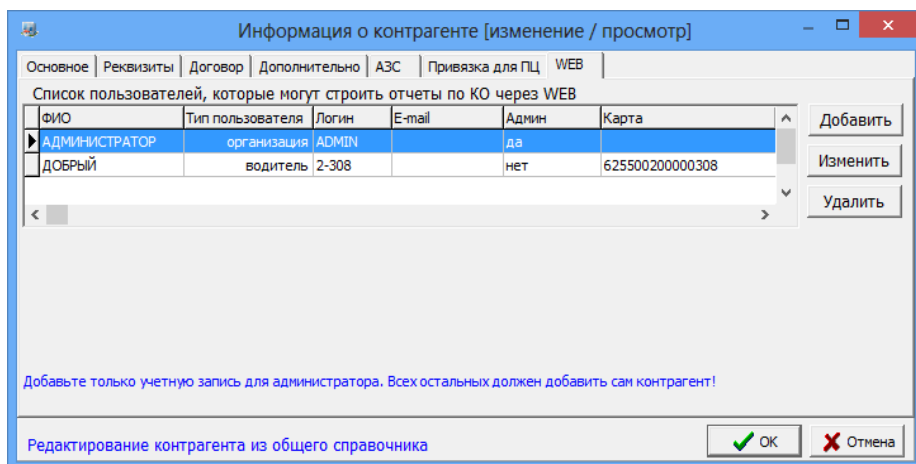 Информация о контрагенте [изменение / просмотр]
Основное Реквизиты Договор Дополнительно АЗС Привязка для ПЦ WEB
Список пользователей, которые могут строить отчеты по КО через WEB
ФИО Тип пользователя Логин E-mail Админ Карта
АДМИНИСТРАТОР организация ADMIN да
ДОБРЫЙ водитель 2-308 нет 625500200000308
Добавить
Изменить
Удалить
Добавьте только учетную запись для администратора. Всех остальных должен добавить сам контрагент!
Редактирование контрагента из общего справочника
ОК Отмена